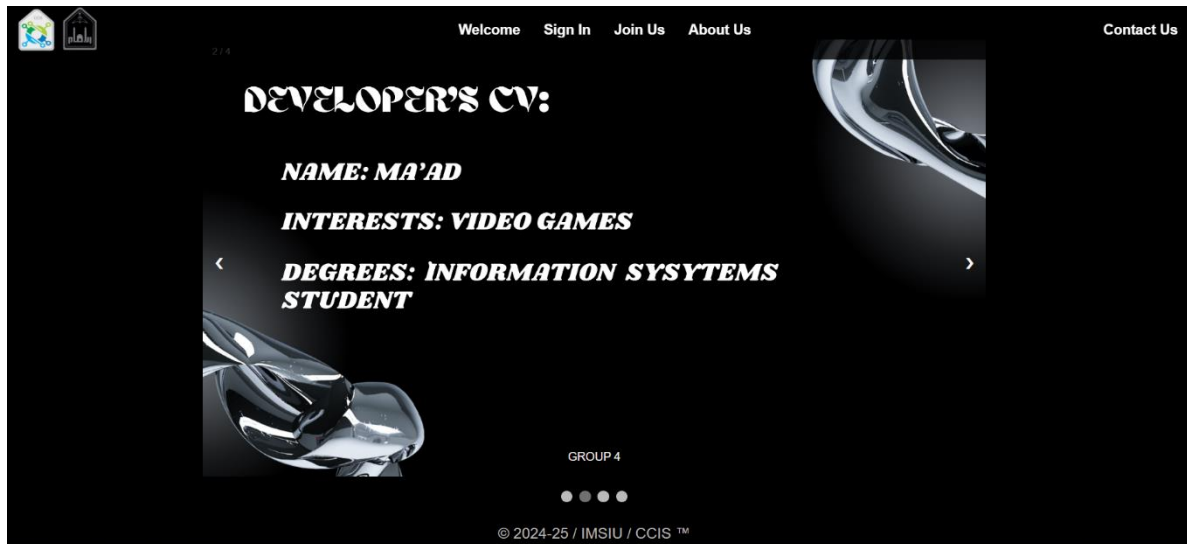 Welcome Sign In Join Us About Us Contact Us
2 / 4
DEVELOPER'S CV:
NAME: MA'AD
INTERESTS: VIDEO GAMES
DEGREES: INFORMATION SYSYTEMS
STUDENT
GROUP 4
© 2024-25 / IMSIU / CCIS ™